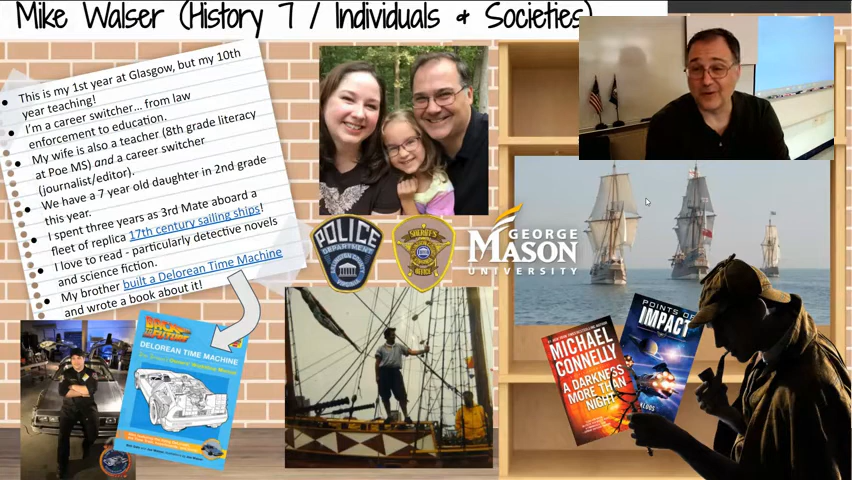 Mike Walser (History 7 / Individuals & Societies)
This is my 1st year at Glasgow, but my 10th
year teaching!
I'm a career switcher... from law
enforcement to education.
My wife is also a teacher (8th grade literacy
at Poe MS) and a career switcher
(journalist/editor).
We have a 7 year old daughter in 2nd grade
this year.
I spent three years as 3rd Mate aboard a
fleet of replica 17th century sailing ships!
I love to read - particularly detective novels
and science fiction.
My brother built a Delorean Time Machine
and wrote a book about it!
POLICE
DEPARTMENT
SHERIFF'S
OFFICE
GEORGE
MASON
UNIVERSITY
BACK
TO THE
FUTURE
DELOREAN TIME MACHINE
MICHAEL
CONNELLY
A DARKNESS
MORE THAN
NIGHT
POINTS OF
IMPACT
KLOOS